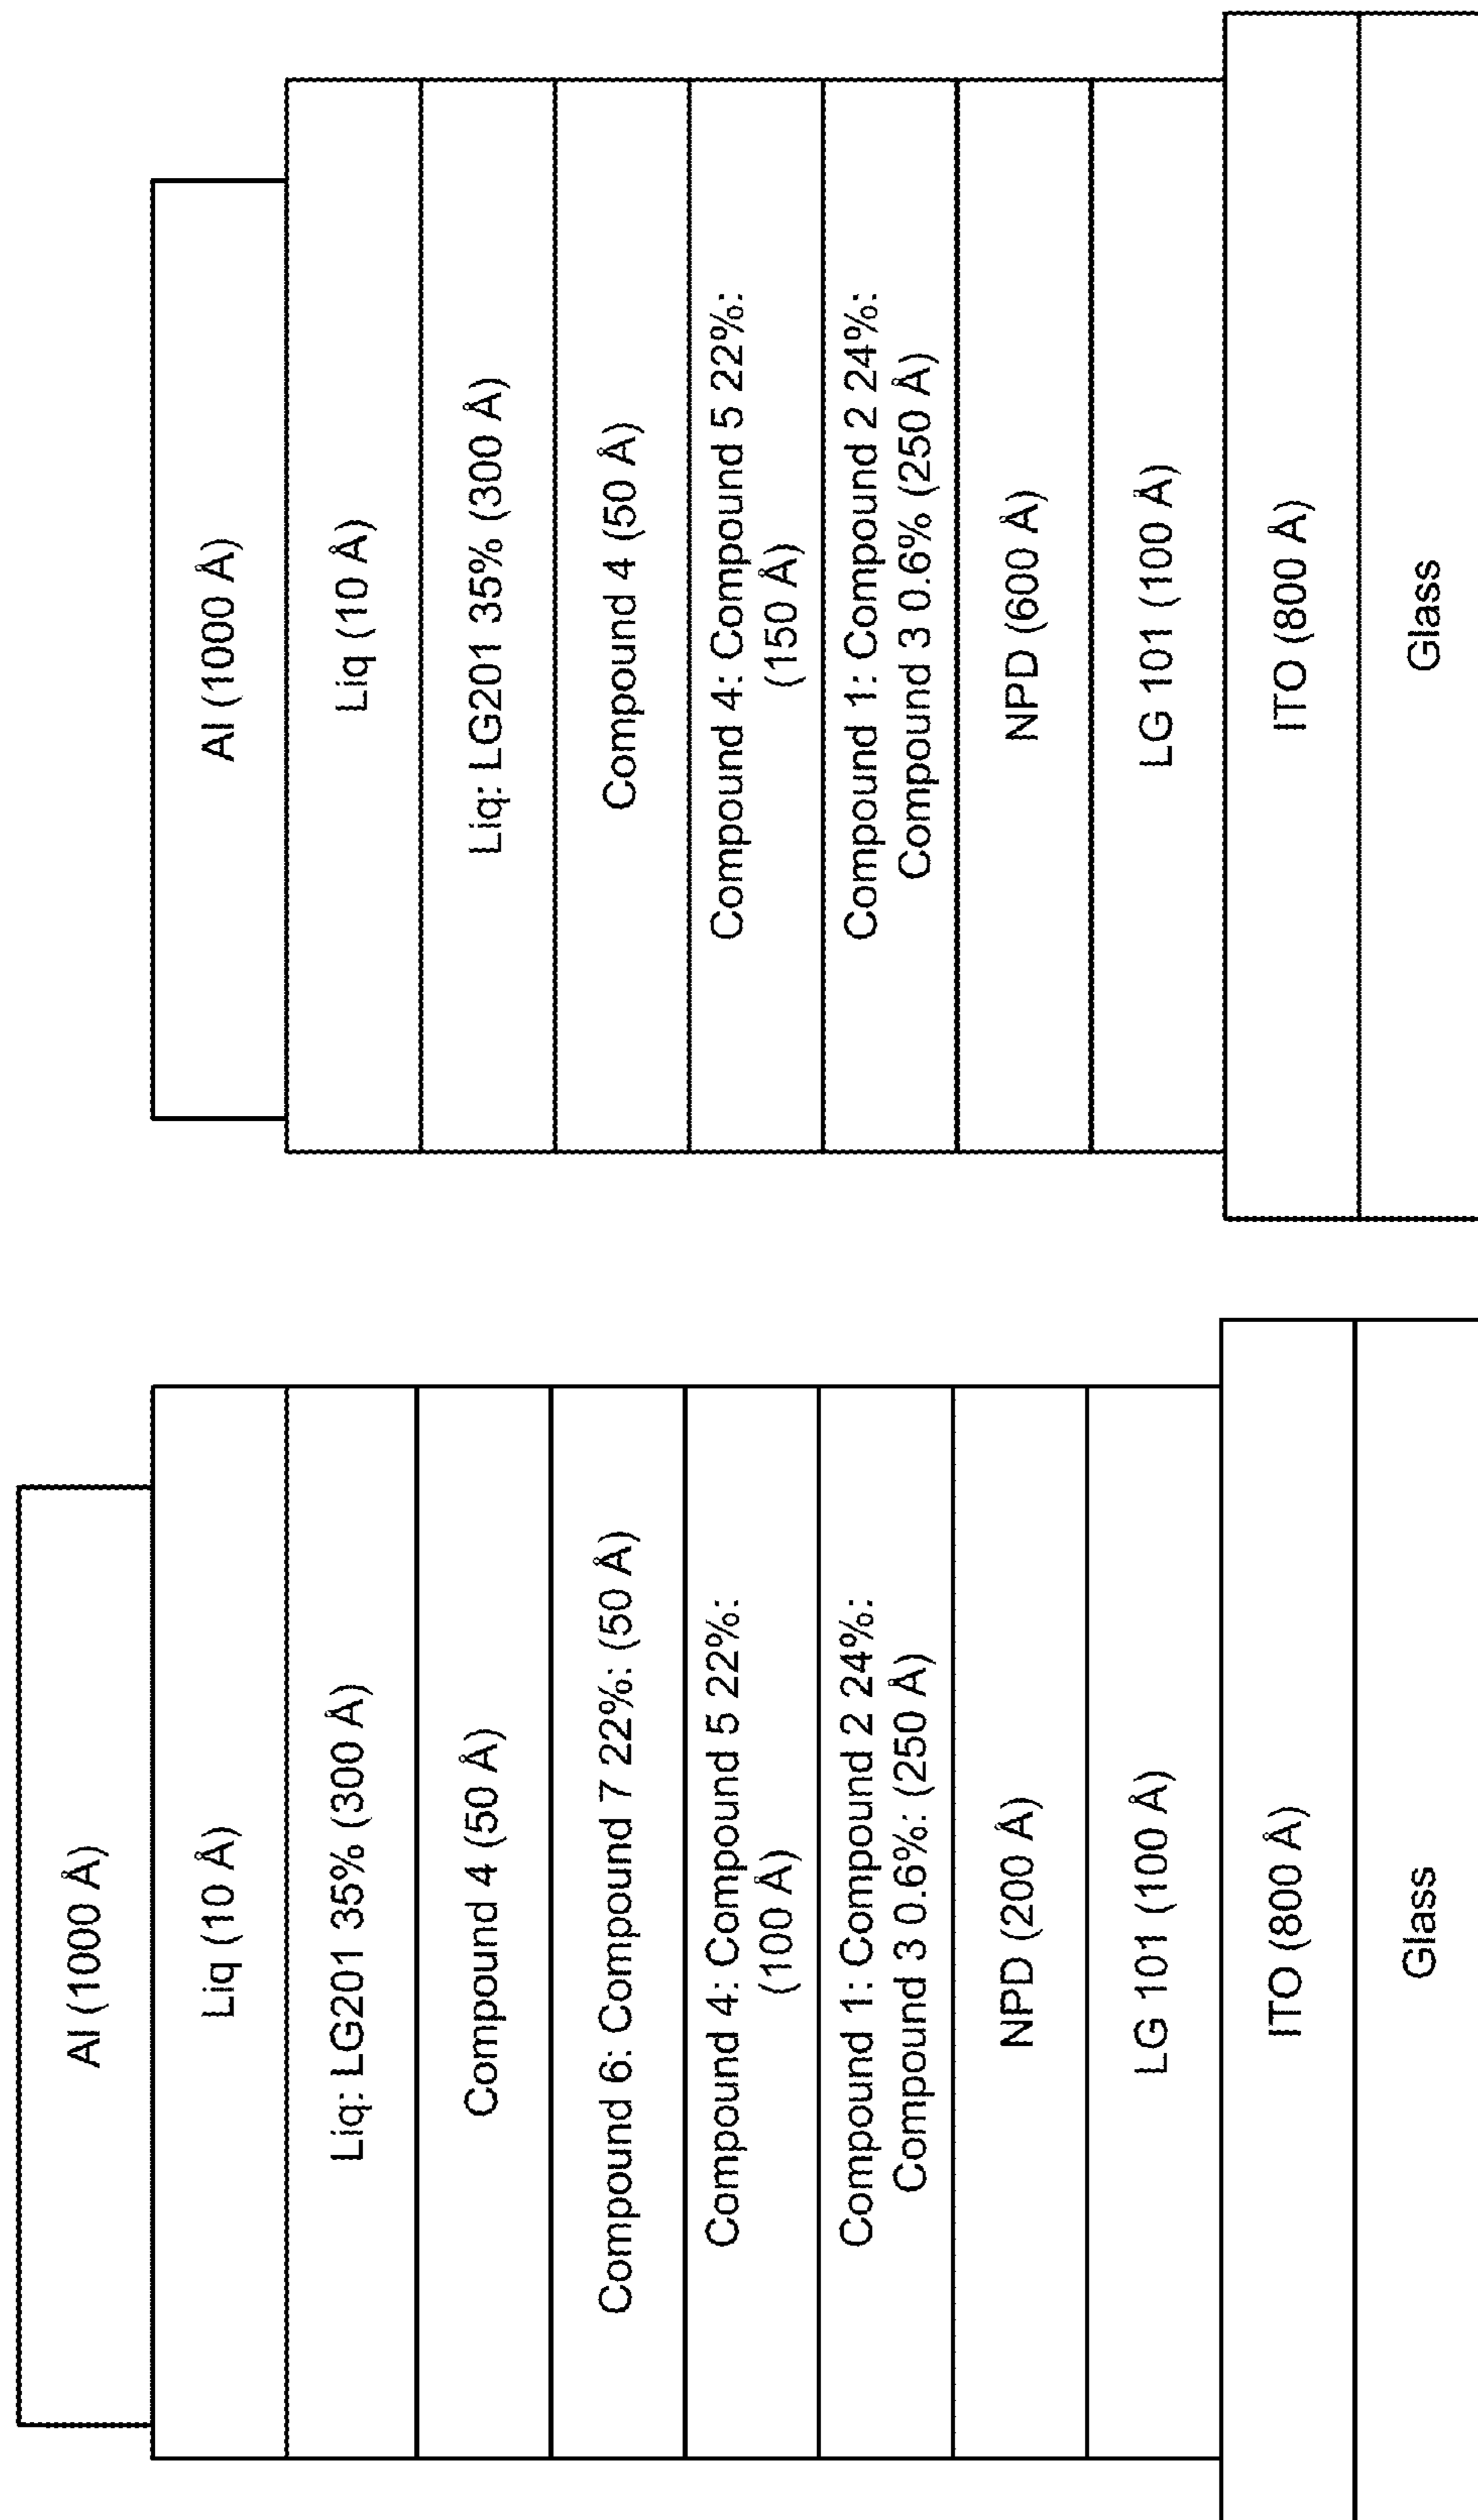 Al (1000 Å)
Liq (10 Å)
Liq: LG201 35% (300 Å)
Compound 4 (50 Å)
Compound 6: Compound 7 22%: (50 Å)
Compound 4: Compound 5 22%:
(100 Å)
Compound 1: Compound 2 24%:
Compound 3 0.6%: (250 Å)
NPD (200 Å)
LG 101 (100 Å)
ITO (800 Å)
Glass
Al (1000 Å)
Liq (10 Å)
Liq: LG201 35% (300 Å)
Compound 4 (50 Å)
Compound 4: Compound 5 22%:
(150 Å)
Compound 1: Compound 2 24%:
Compound 3 0.6% (250 Å)
NPD (600 Å)
LG 101 (100 Å)
ITO (800 Å)
Glass